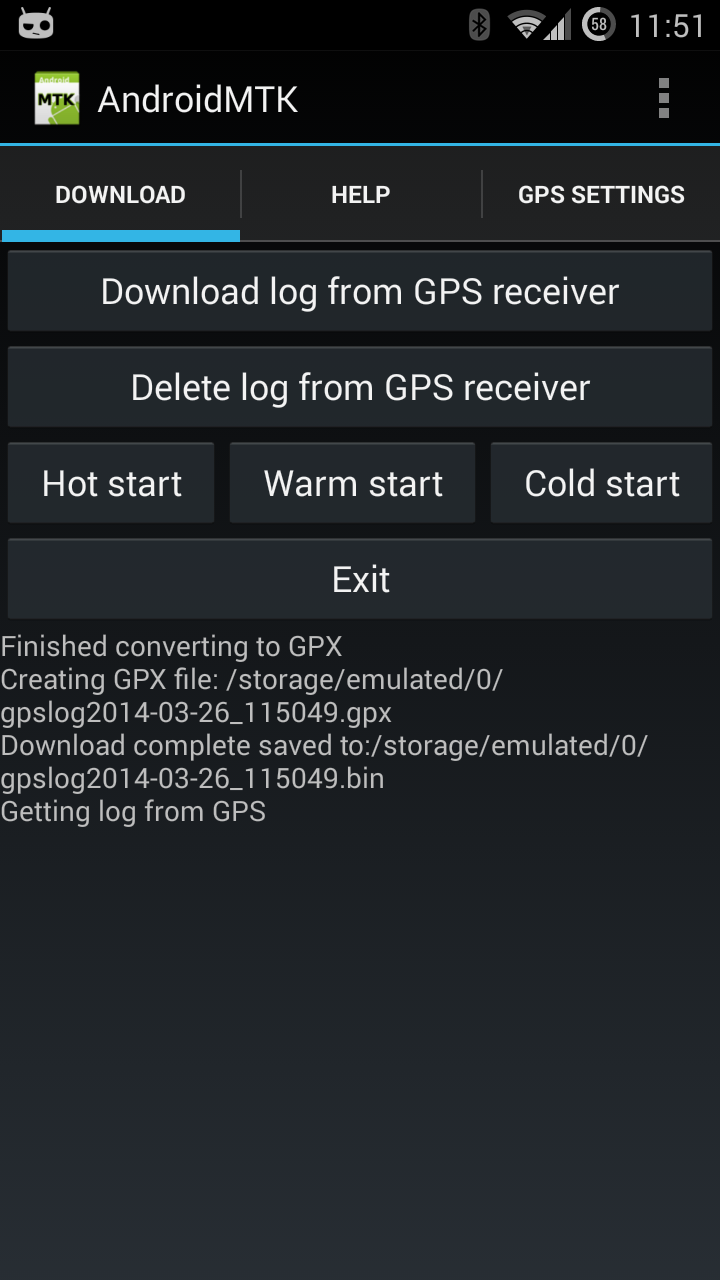 58 11:51
Android
MTK
AndroidMTK
DOWNLOAD HELP GPS SETTINGS
Download log from GPS receiver
Delete log from GPS receiver
Hot start Warm start Cold start
Exit
Finished converting to GPX
Creating GPX file: /storage/emulated/0/
gpslog2014-03-26_115049.gpx
Download complete saved to:/storage/emulated/0/
gpslog2014-03-26_115049.bin
Getting log from GPS